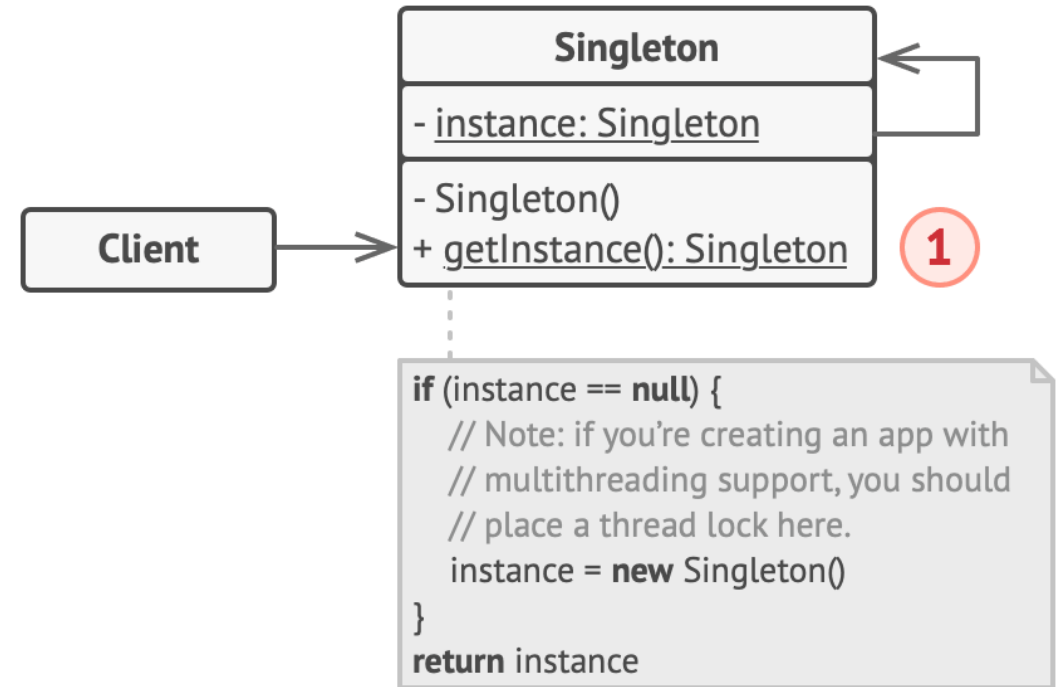 Singleton
- instance: Singleton
- Singleton()
+ getInstance(): Singleton
Client
1
if (instance == null) {
// Note: if you’re creating an app with
// multithreading support, you should
// place a thread lock here.
instance = new Singleton()
}
return instance